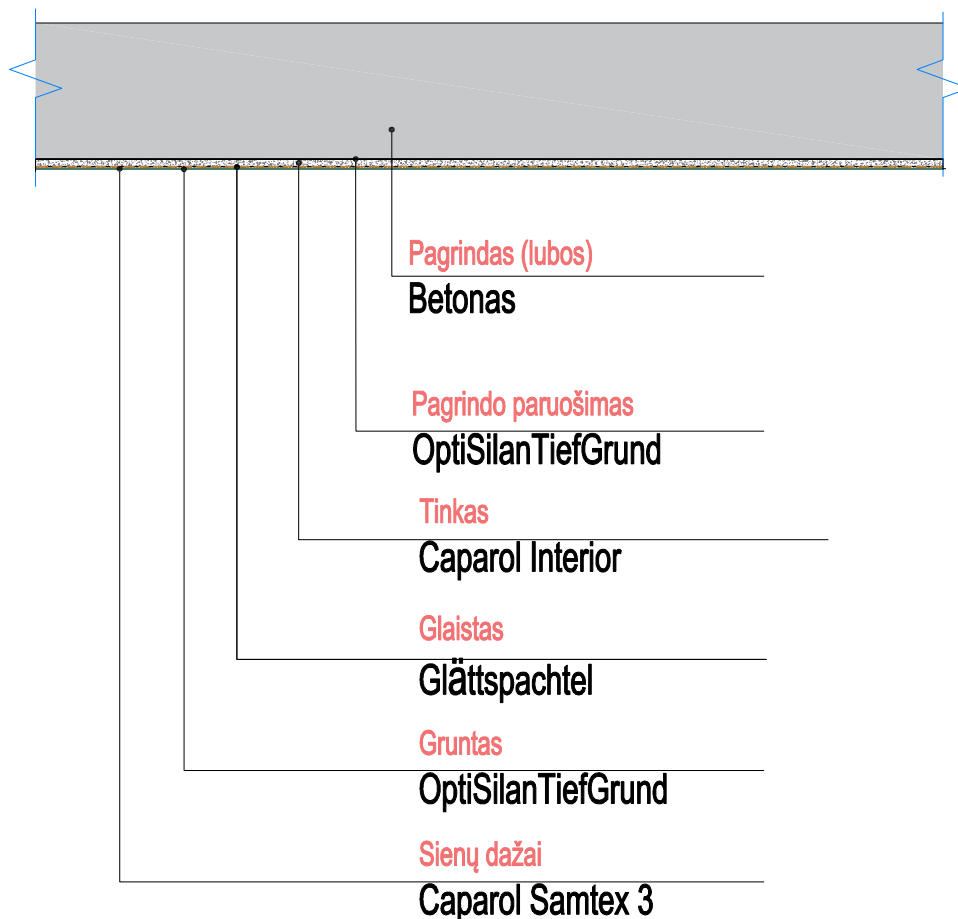 Pagrindas (lubos)
Betonas
Pagrindo paruošimas
OptiSilanTiefGrund
Tinkas
Caparol Interior
Glaistas
Glättspachtel
Gruntas
OptiSilanTiefGrund
Sienų dažai
Caparol Samtex 3